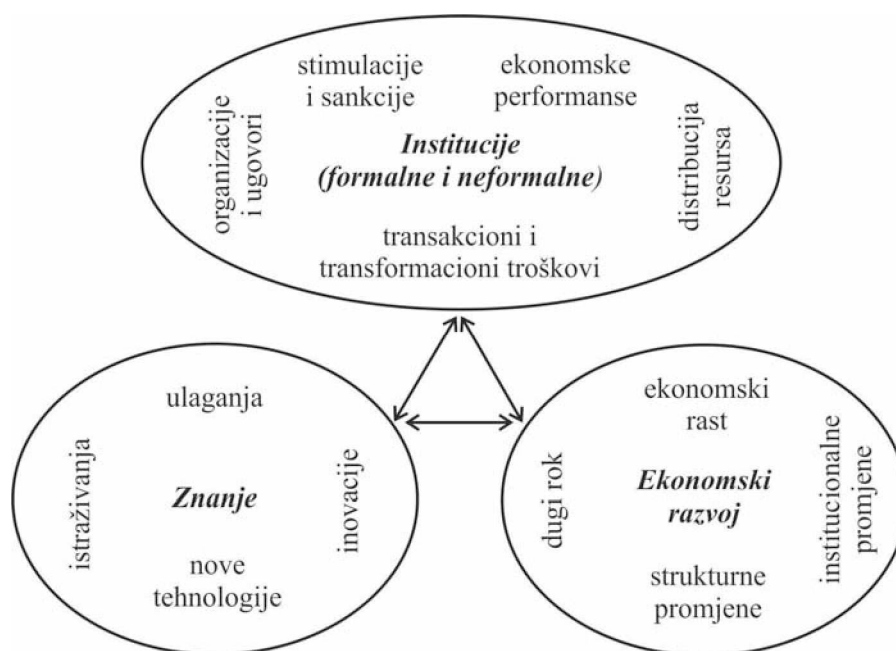 stimulacije
i sankcije
ekonomske
performanse
organizacije
i ugovori
Institucije
(formalne i neformalne)
distribucija
resursa
transakcioni i
transformacioni troškovi
ulaganja
istraživanja
Znanje
inovacije
nove
tehnologije
ekonomski
rast
dugi rok
Ekonomski
razvoj
institucionalne
promjene
strukturne
promjene